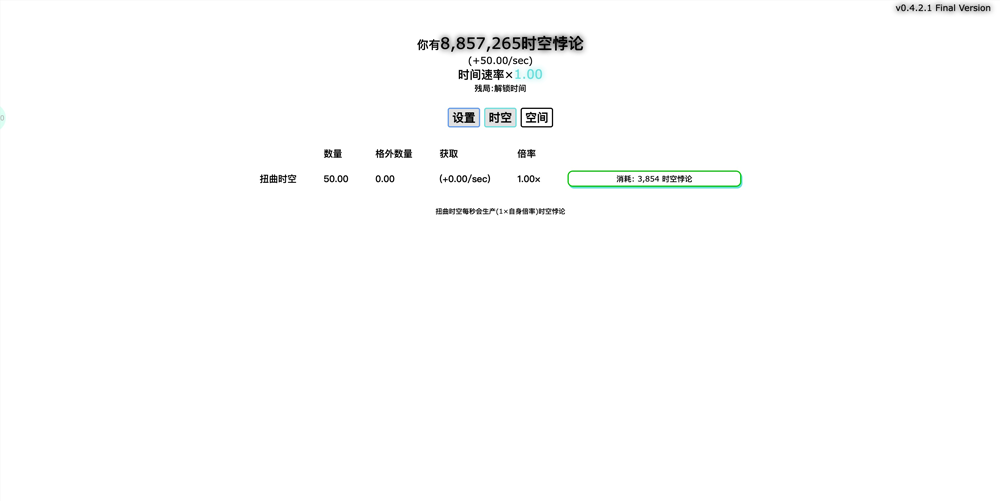 v0.4.2.1 Final Version
你有8,857,265时空悖论
(+50.00/sec)
时间速率×1.00
残局:解锁时间
设置 时空 空间
数量 格外数量 获取 倍率
扭曲时空 50.00 0.00 (+0.00/sec) 1.00× 消耗: 3,854 时空悖论
扭曲时空每秒会生产(1×自身倍率)时空悖论